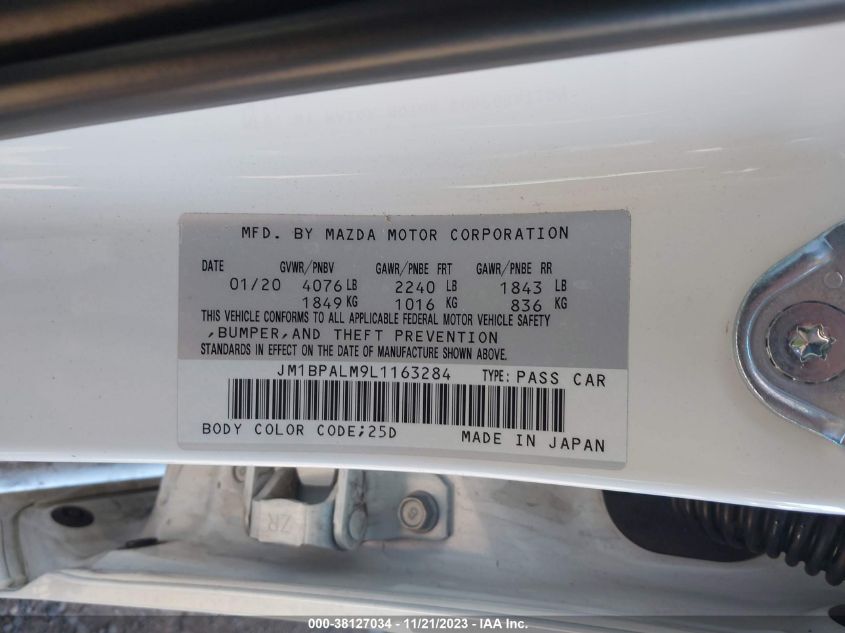 MFD. BY MAZDA MOTOR CORPORATION
DATE GVWR/PNBV GAWR/PNBE FRT GAWR/PNBE RR
01/20 4076 LB 2240 LB 1843 LB
1849 KG 1016 KG 836 KG
THIS VEHICLE CONFORMS TO ALL APPLICABLE FEDERAL MOTOR VEHICLE SAFETY
,BUMPER,AND THEFT PREVENTION
STANDARDS IN EFFECT ON THE DATE OF MANUFACTURE SHOWN ABOVE.
JM1BPALM9L1163284 TYPE: PASS CAR
BODY COLOR CODE;25D MADE IN JAPAN
ZR
000-38127034 - 11/21/2023 - IAA Inc.